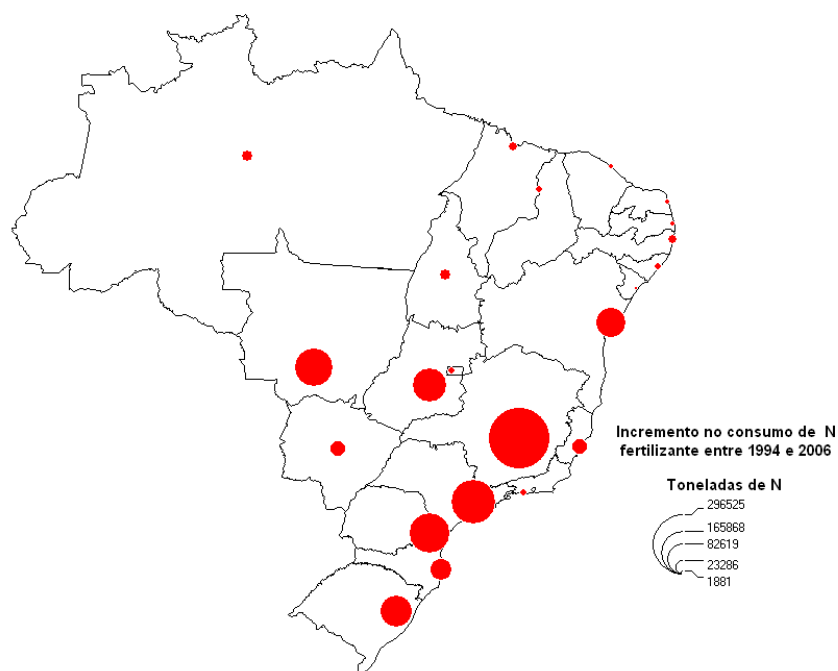 Incremento no consumo de N
fertilizante entre 1994 e 2006
Toneladas de N
296525
165868
82619
23286
1881